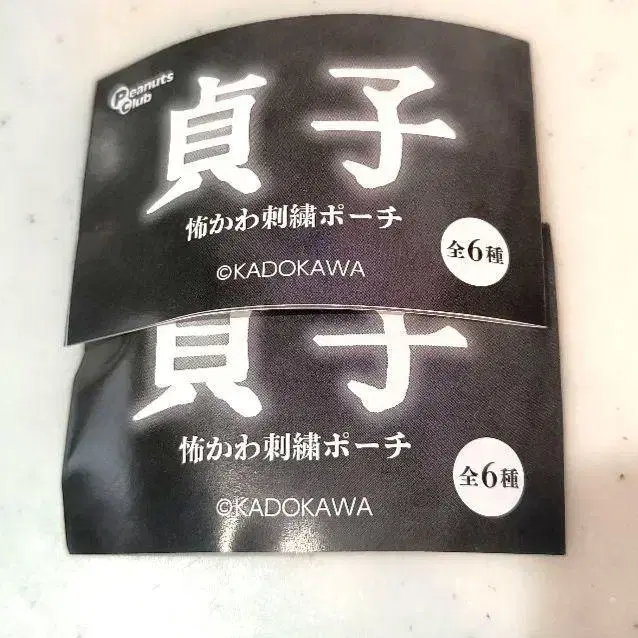 Peanuts
Club
貞子
怖かわ刺繍ポーチ
全6種
©KADOKAWA
貞子
怖かわ刺繍ポーチ
全6種
©KADOKAWA